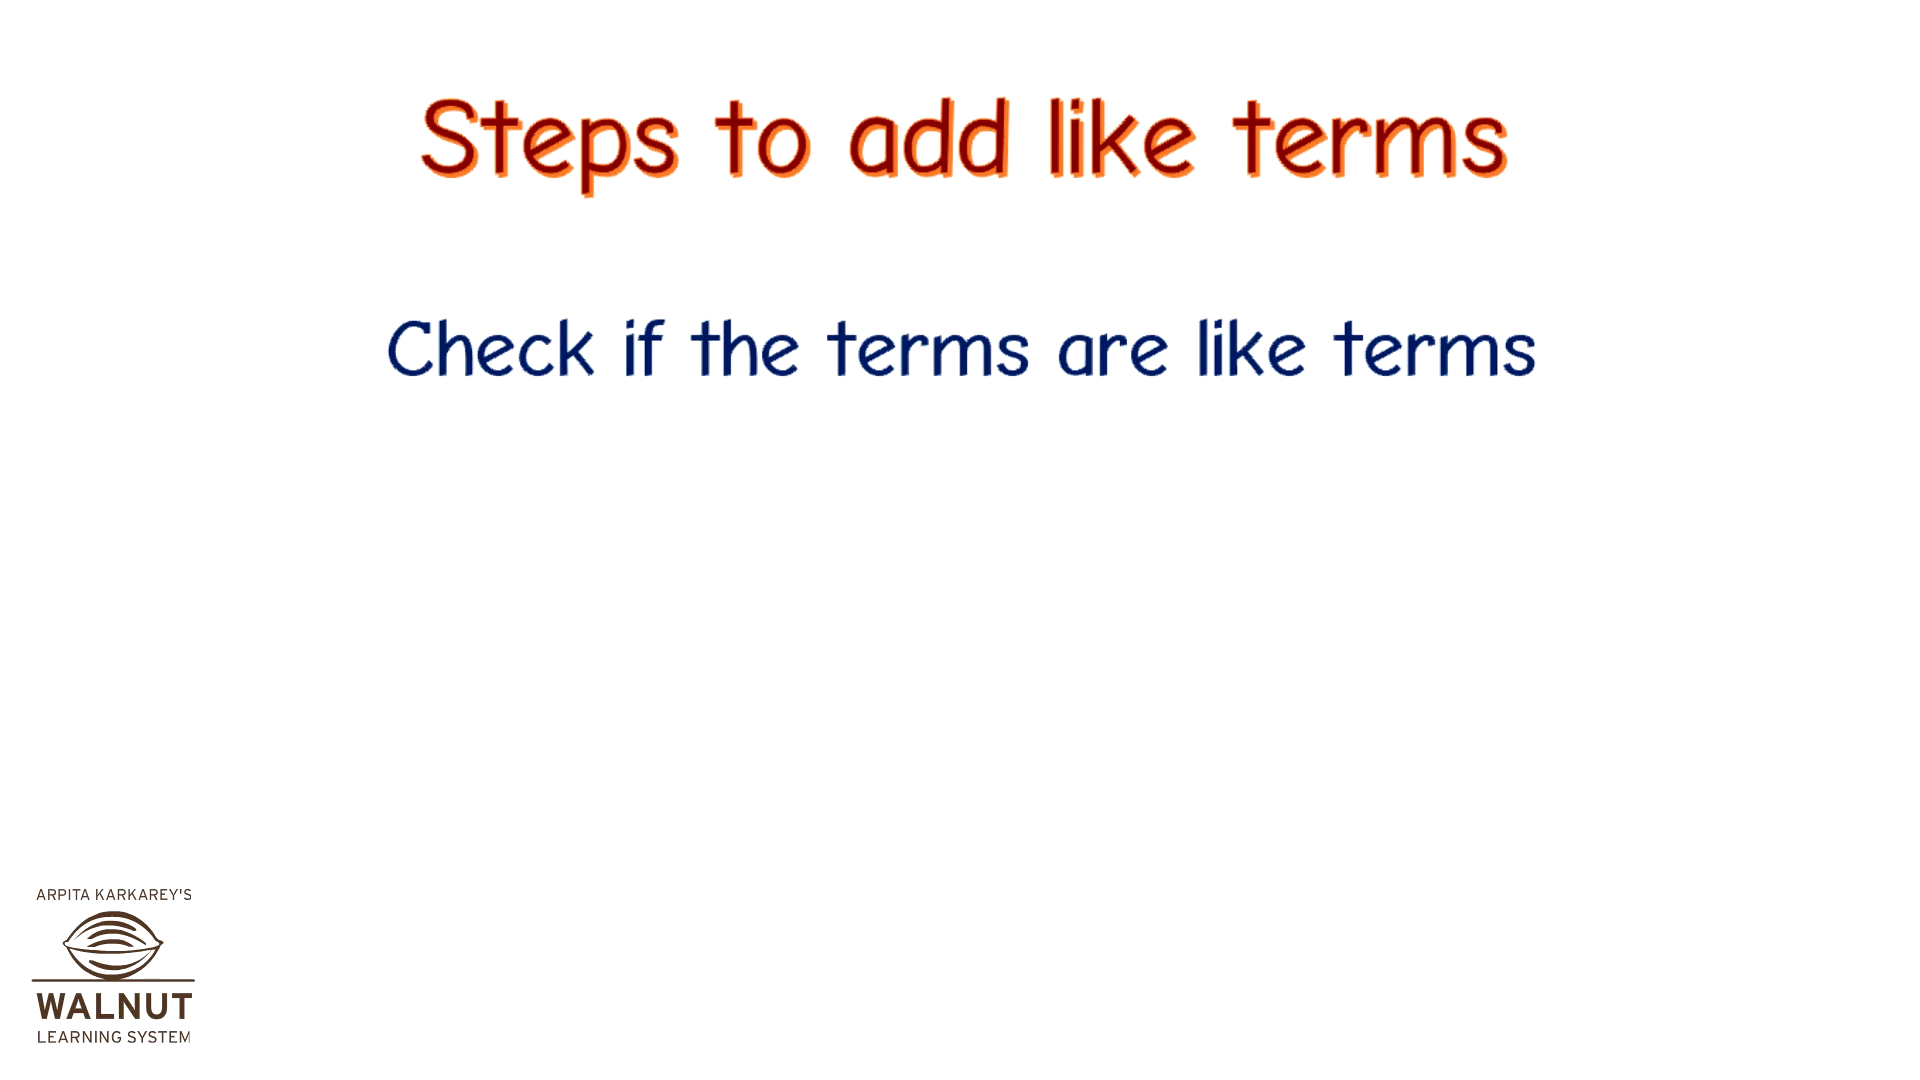 Steps to add like terms
Check if the terms are like terms
ARPITA KARKAREY'S
WALNUT
LEARNING SYSTEM